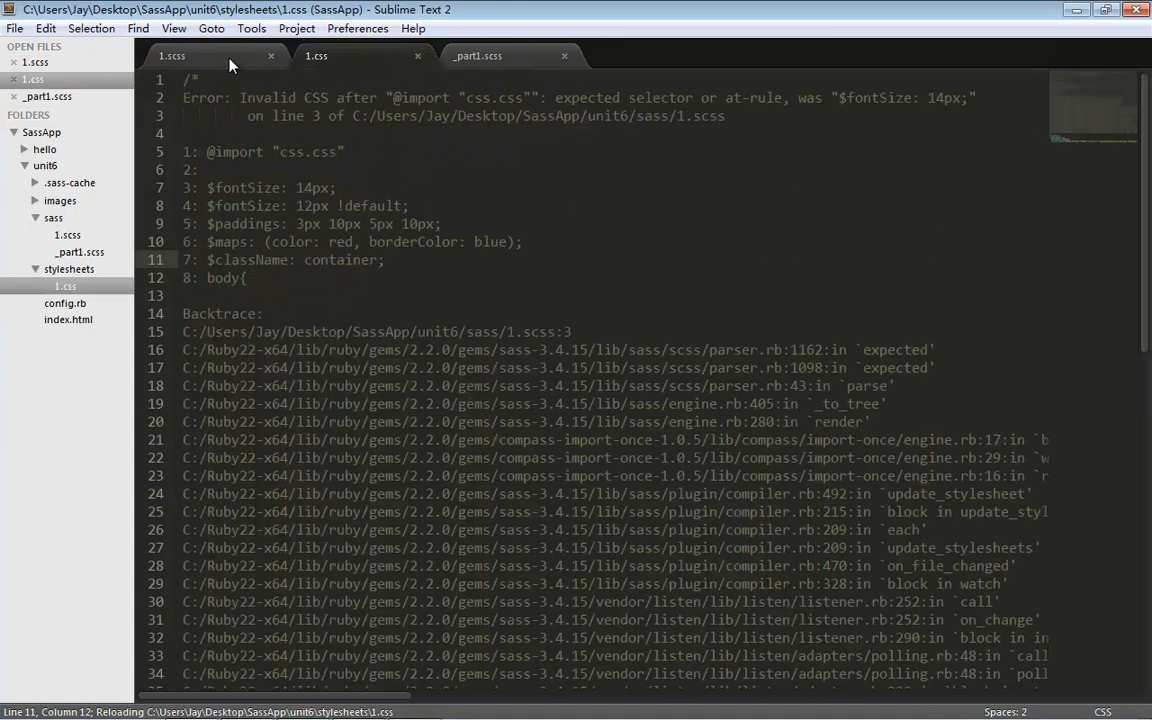 C:\Users\Jay\Desktop\SassApp\unit6\stylesheets\1.css (SassApp) - Sublime Text 2
File Edit Selection Find View Goto Tools Project Preferences Help
OPEN FILES
1.scss
1.css
_part1.scss
FOLDERS
SassApp
hello
unit6
.sass-cache
images
sass
1.scss
_part1.scss
stylesheets
1.css
config.rb
index.html
1.scss 1.css _part1.scss
1 /*
2 Error: Invalid CSS after "@import "css.css"": expected selector or at-rule, was "$fontSize: 14px;"
3 on line 3 of C:/Users/Jay/Desktop/SassApp/unit6/sass/1.scss
4
5 1: @import "css.css"
6 2:
7 3: $fontSize: 14px;
8 4: $fontSize: 12px !default;
9 5: $paddings: 3px 10px 5px 10px;
10 6: $maps: (color: red, borderColor: blue);
11 7: $className: container;
12 8: body{
13
14 Backtrace:
15 C:/Users/Jay/Desktop/SassApp/unit6/sass/1.scss:3
16 C:/Ruby22-x64/lib/ruby/gems/2.2.0/gems/sass-3.4.15/lib/sass/scss/parser.rb:1162:in `expected'
17 C:/Ruby22-x64/lib/ruby/gems/2.2.0/gems/sass-3.4.15/lib/sass/scss/parser.rb:1098:in `expected'
18 C:/Ruby22-x64/lib/ruby/gems/2.2.0/gems/sass-3.4.15/lib/sass/scss/parser.rb:43:in `parse'
19 C:/Ruby22-x64/lib/ruby/gems/2.2.0/gems/sass-3.4.15/lib/sass/engine.rb:405:in `_to_tree'
20 C:/Ruby22-x64/lib/ruby/gems/2.2.0/gems/sass-3.4.15/lib/sass/engine.rb:280:in `render'
21 C:/Ruby22-x64/lib/ruby/gems/2.2.0/gems/compass-import-once-1.0.5/lib/compass/import-once/engine.rb:17:in `b
22 C:/Ruby22-x64/lib/ruby/gems/2.2.0/gems/compass-import-once-1.0.5/lib/compass/import-once/engine.rb:29:in `w
23 C:/Ruby22-x64/lib/ruby/gems/2.2.0/gems/compass-import-once-1.0.5/lib/compass/import-once/engine.rb:16:in `r
24 C:/Ruby22-x64/lib/ruby/gems/2.2.0/gems/sass-3.4.15/lib/sass/plugin/compiler.rb:492:in `update_stylesheet'
25 C:/Ruby22-x64/lib/ruby/gems/2.2.0/gems/sass-3.4.15/lib/sass/plugin/compiler.rb:215:in `block in update_styl
26 C:/Ruby22-x64/lib/ruby/gems/2.2.0/gems/sass-3.4.15/lib/sass/plugin/compiler.rb:209:in `each'
27 C:/Ruby22-x64/lib/ruby/gems/2.2.0/gems/sass-3.4.15/lib/sass/plugin/compiler.rb:209:in `update_stylesheets'
28 C:/Ruby22-x64/lib/ruby/gems/2.2.0/gems/sass-3.4.15/lib/sass/plugin/compiler.rb:470:in `on_file_changed'
29 C:/Ruby22-x64/lib/ruby/gems/2.2.0/gems/sass-3.4.15/lib/sass/plugin/compiler.rb:328:in `block in watch'
30 C:/Ruby22-x64/lib/ruby/gems/2.2.0/gems/sass-3.4.15/vendor/listen/lib/listen/listener.rb:252:in `call'
31 C:/Ruby22-x64/lib/ruby/gems/2.2.0/gems/sass-3.4.15/vendor/listen/lib/listen/listener.rb:252:in `on_change'
32 C:/Ruby22-x64/lib/ruby/gems/2.2.0/gems/sass-3.4.15/vendor/listen/lib/listen/listener.rb:290:in `block in in
33 C:/Ruby22-x64/lib/ruby/gems/2.2.0/gems/sass-3.4.15/vendor/listen/lib/listen/adapters/polling.rb:48:in `call
34 C:/Ruby22-x64/lib/ruby/gems/2.2.0/gems/sass-3.4.15/vendor/listen/lib/listen/adapters/polling.rb:48:in `poll
Line 11, Column 12; Reloading C:\Users\Jay\Desktop\SassApp\unit6\stylesheets\1.css Spaces: 2 CSS